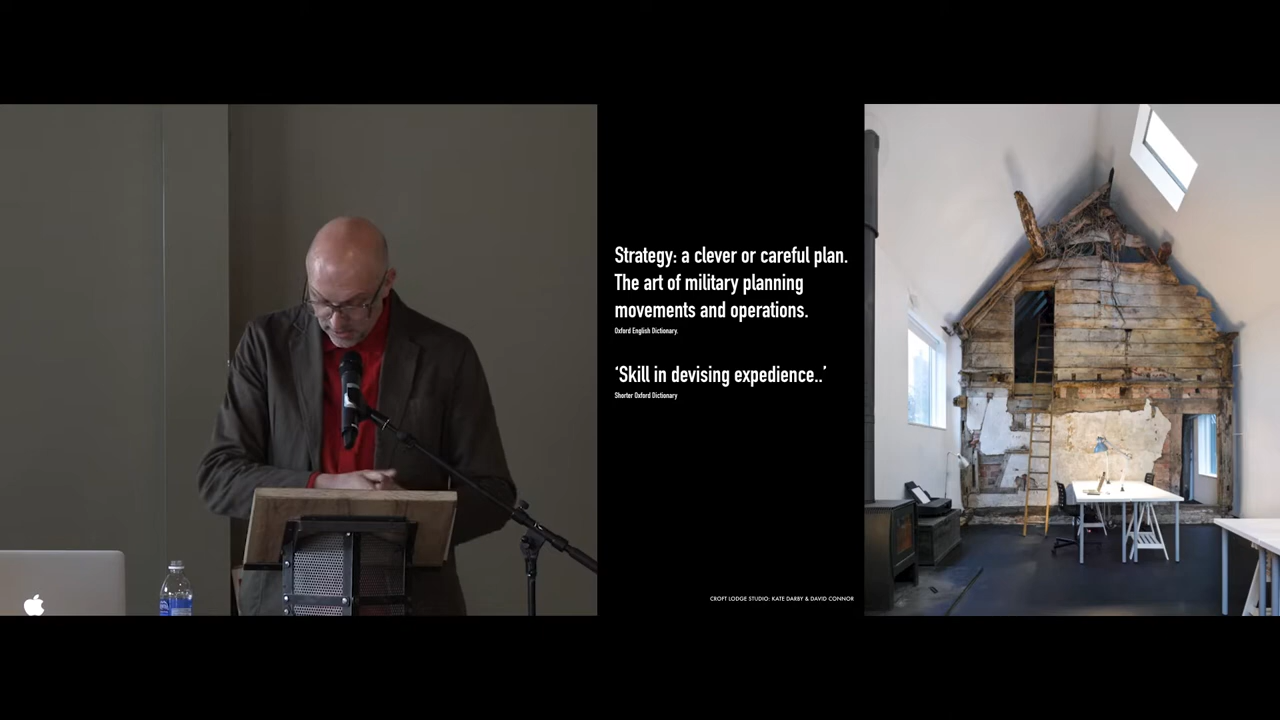 Strategy: a clever or careful plan.
The art of military planning
movements and operations.
Oxford English Dictionary.
‘Skill in devising expedience..’
Shorter Oxford Dictionary
CROFT LODGE STUDIO: KATE DARBY & DAVID CONNOR